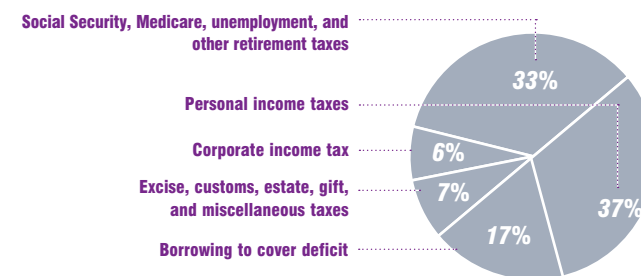 Social Security, Medicare, unemployment, and
other retirement taxes
33%
Personal income taxes
Corporate income tax
6%
Excise, customs, estate, gift,
and miscellaneous taxes
7%
37%
Borrowing to cover deficit
17%